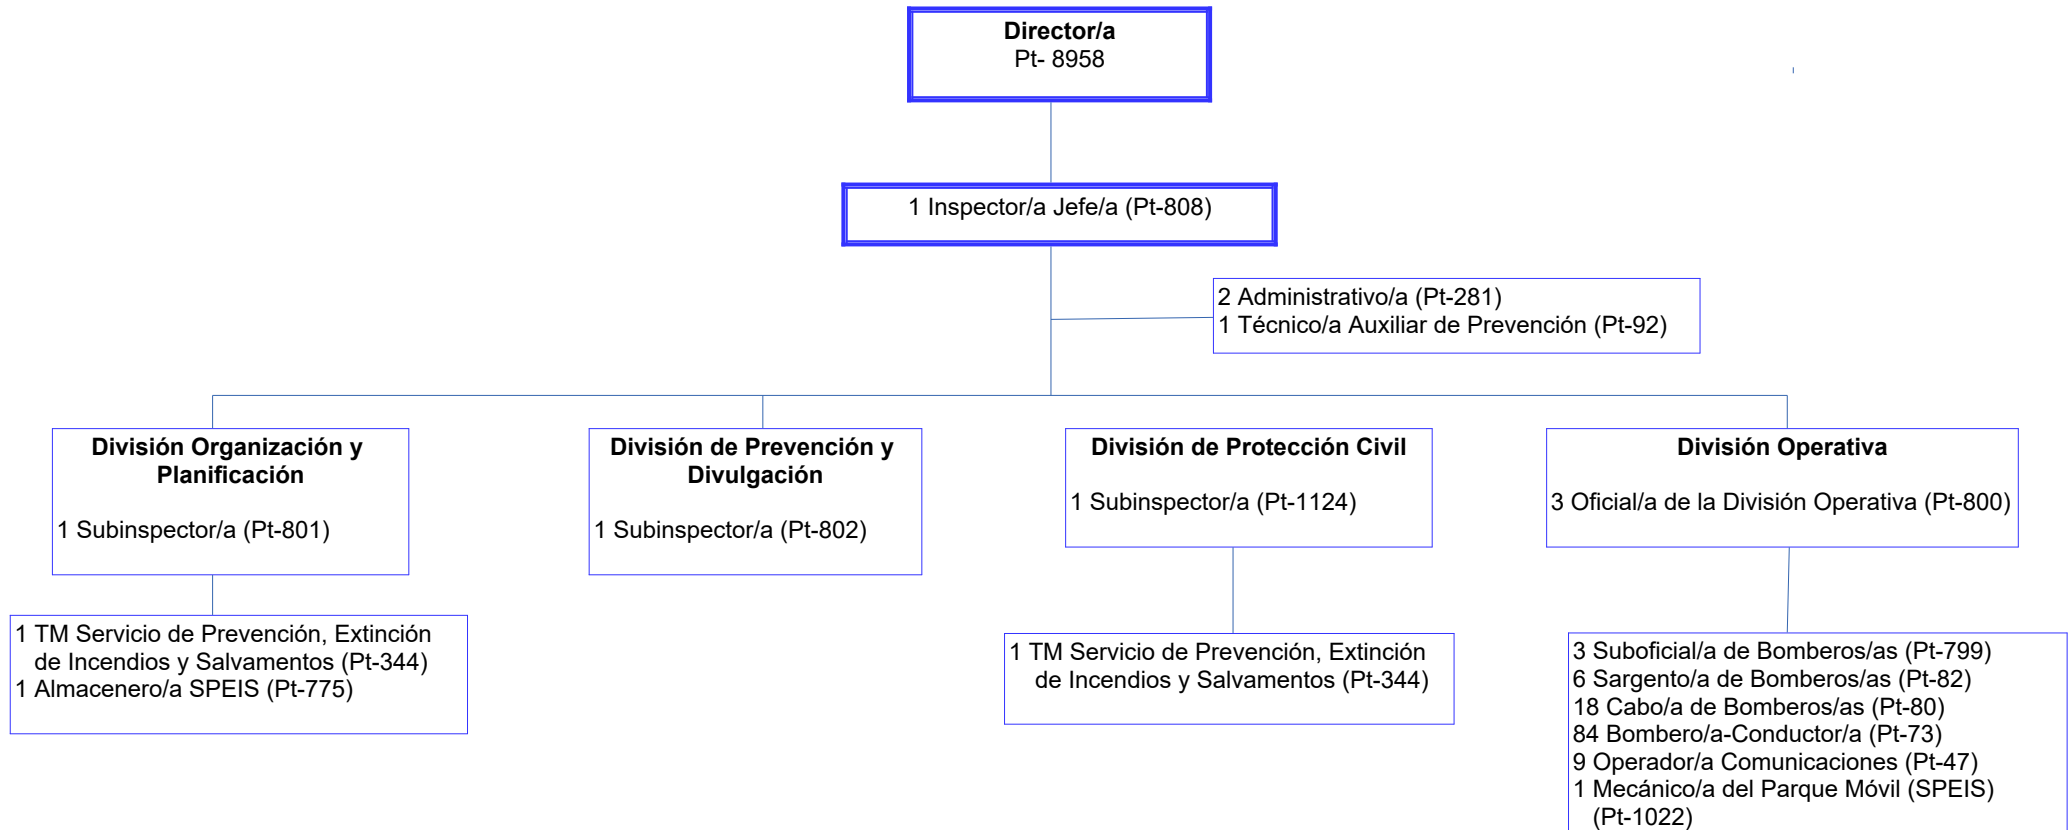 Director/a
Pt- 8958
1 Inspector/a Jefe/a (Pt-808)
2 Administrativo/a (Pt-281)
1 Técnico/a Auxiliar de Prevención (Pt-92)
División Organización y
Planificación
1 Subinspector/a (Pt-801)
División de Prevención y
Divulgación
1 Subinspector/a (Pt-802)
División de Protección Civil
1 Subinspector/a (Pt-1124)
División Operativa
3 Oficial/a de la División Operativa (Pt-800)
1 TM Servicio de Prevención, Extinción
de Incendios y Salvamentos (Pt-344)
1 Almacenero/a SPEIS (Pt-775)
1 TM Servicio de Prevención, Extinción
de Incendios y Salvamentos (Pt-344)
3 Suboficial/a de Bomberos/as (Pt-799)
6 Sargento/a de Bomberos/as (Pt-82)
18 Cabo/a de Bomberos/as (Pt-80)
84 Bombero/a-Conductor/a (Pt-73)
9 Operador/a Comunicaciones (Pt-47)
1 Mecánico/a del Parque Móvil (SPEIS)
(Pt-1022)